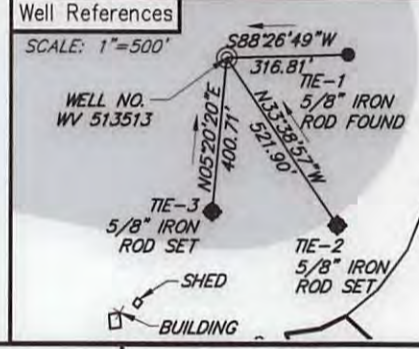 Well References
SCALE: 1"=500'
S88°26'49"W
316.81'
WELL NO.
WV 513513
TIE-1
5/8" IRON
ROD FOUND
N05°20'20"E
400.71'
N33°38'57"W
521.90'
TIE-3
5/8" IRON
ROD SET
TIE-2
5/8" IRON
ROD SET
SHED
BUILDING